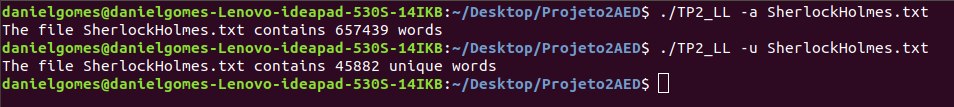 danielgomes@danielgomes-Lenovo-ideapad-530S-14IKB:~/Desktop/Projeto2AED$ ./TP2_LL -a SherlockHolmes.txt
The file SherlockHolmes.txt contains 657439 words
danielgomes@danielgomes-Lenovo-ideapad-530S-14IKB:~/Desktop/Projeto2AED$ ./TP2_LL -u SherlockHolmes.txt
The file SherlockHolmes.txt contains 45882 unique words
danielgomes@danielgomes-Lenovo-ideapad-530S-14IKB:~/Desktop/Projeto2AED$